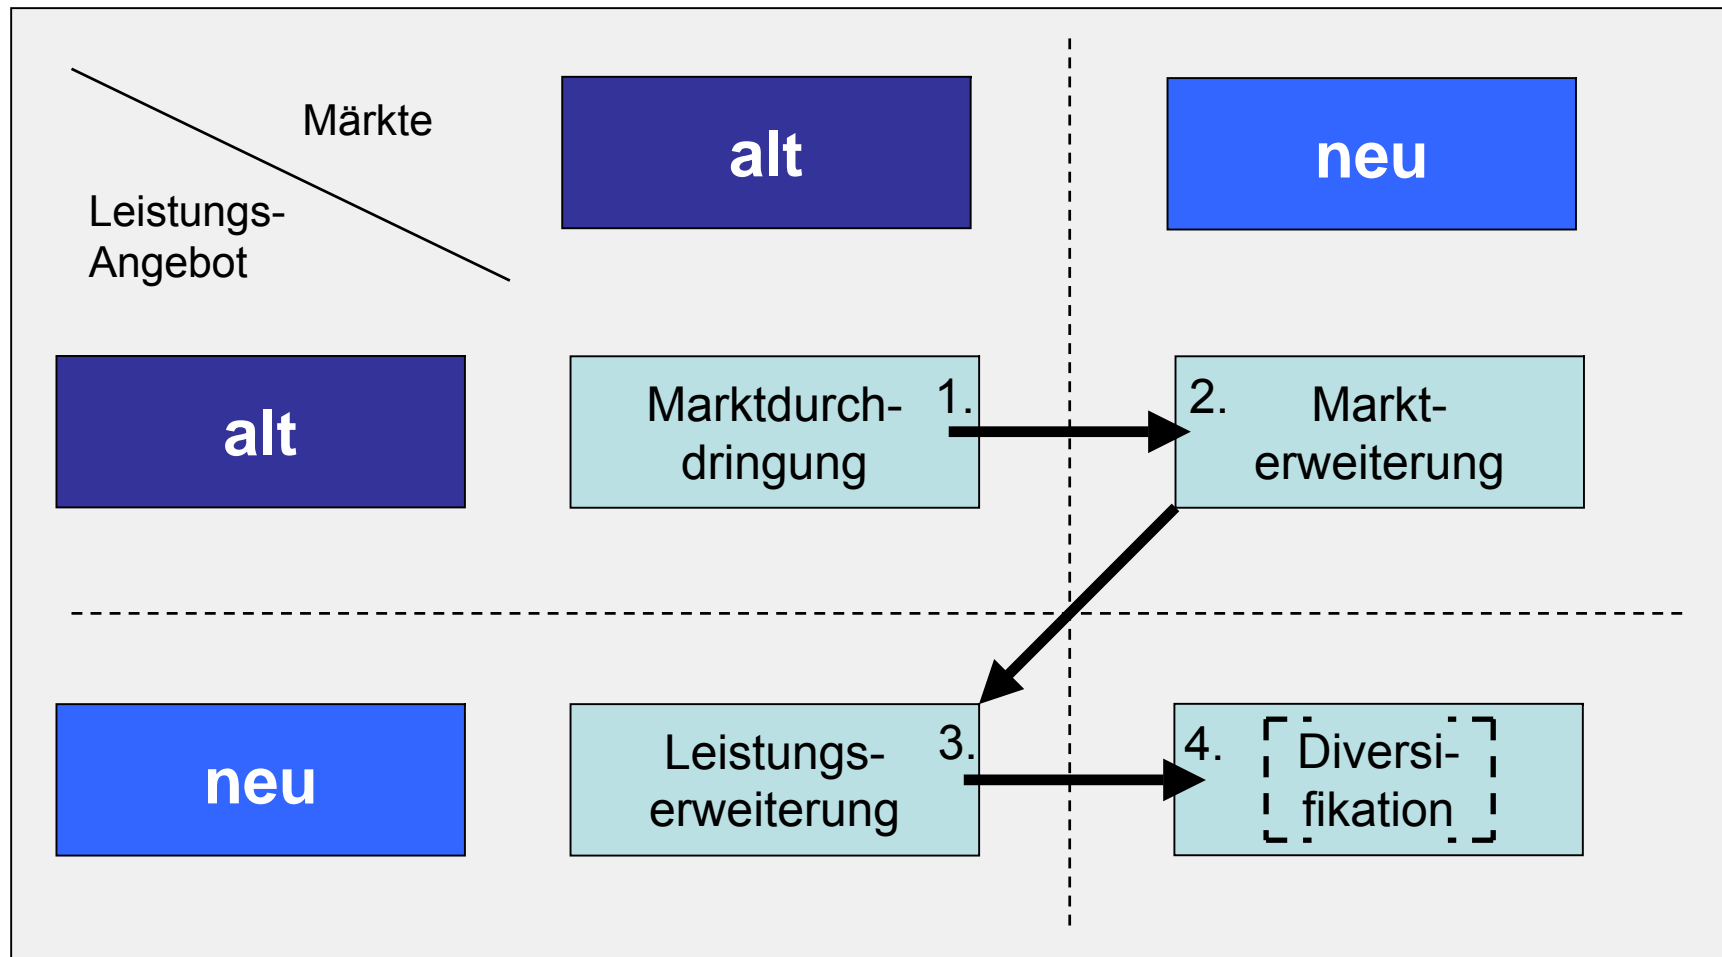 Märkte
Leistungs-
Angebot
alt
neu
alt
Marktdurch-
dringung
1.
2.
Markt-
erweiterung
neu
Leistungs-
erweiterung
3.
4.
Diversi-
fikation